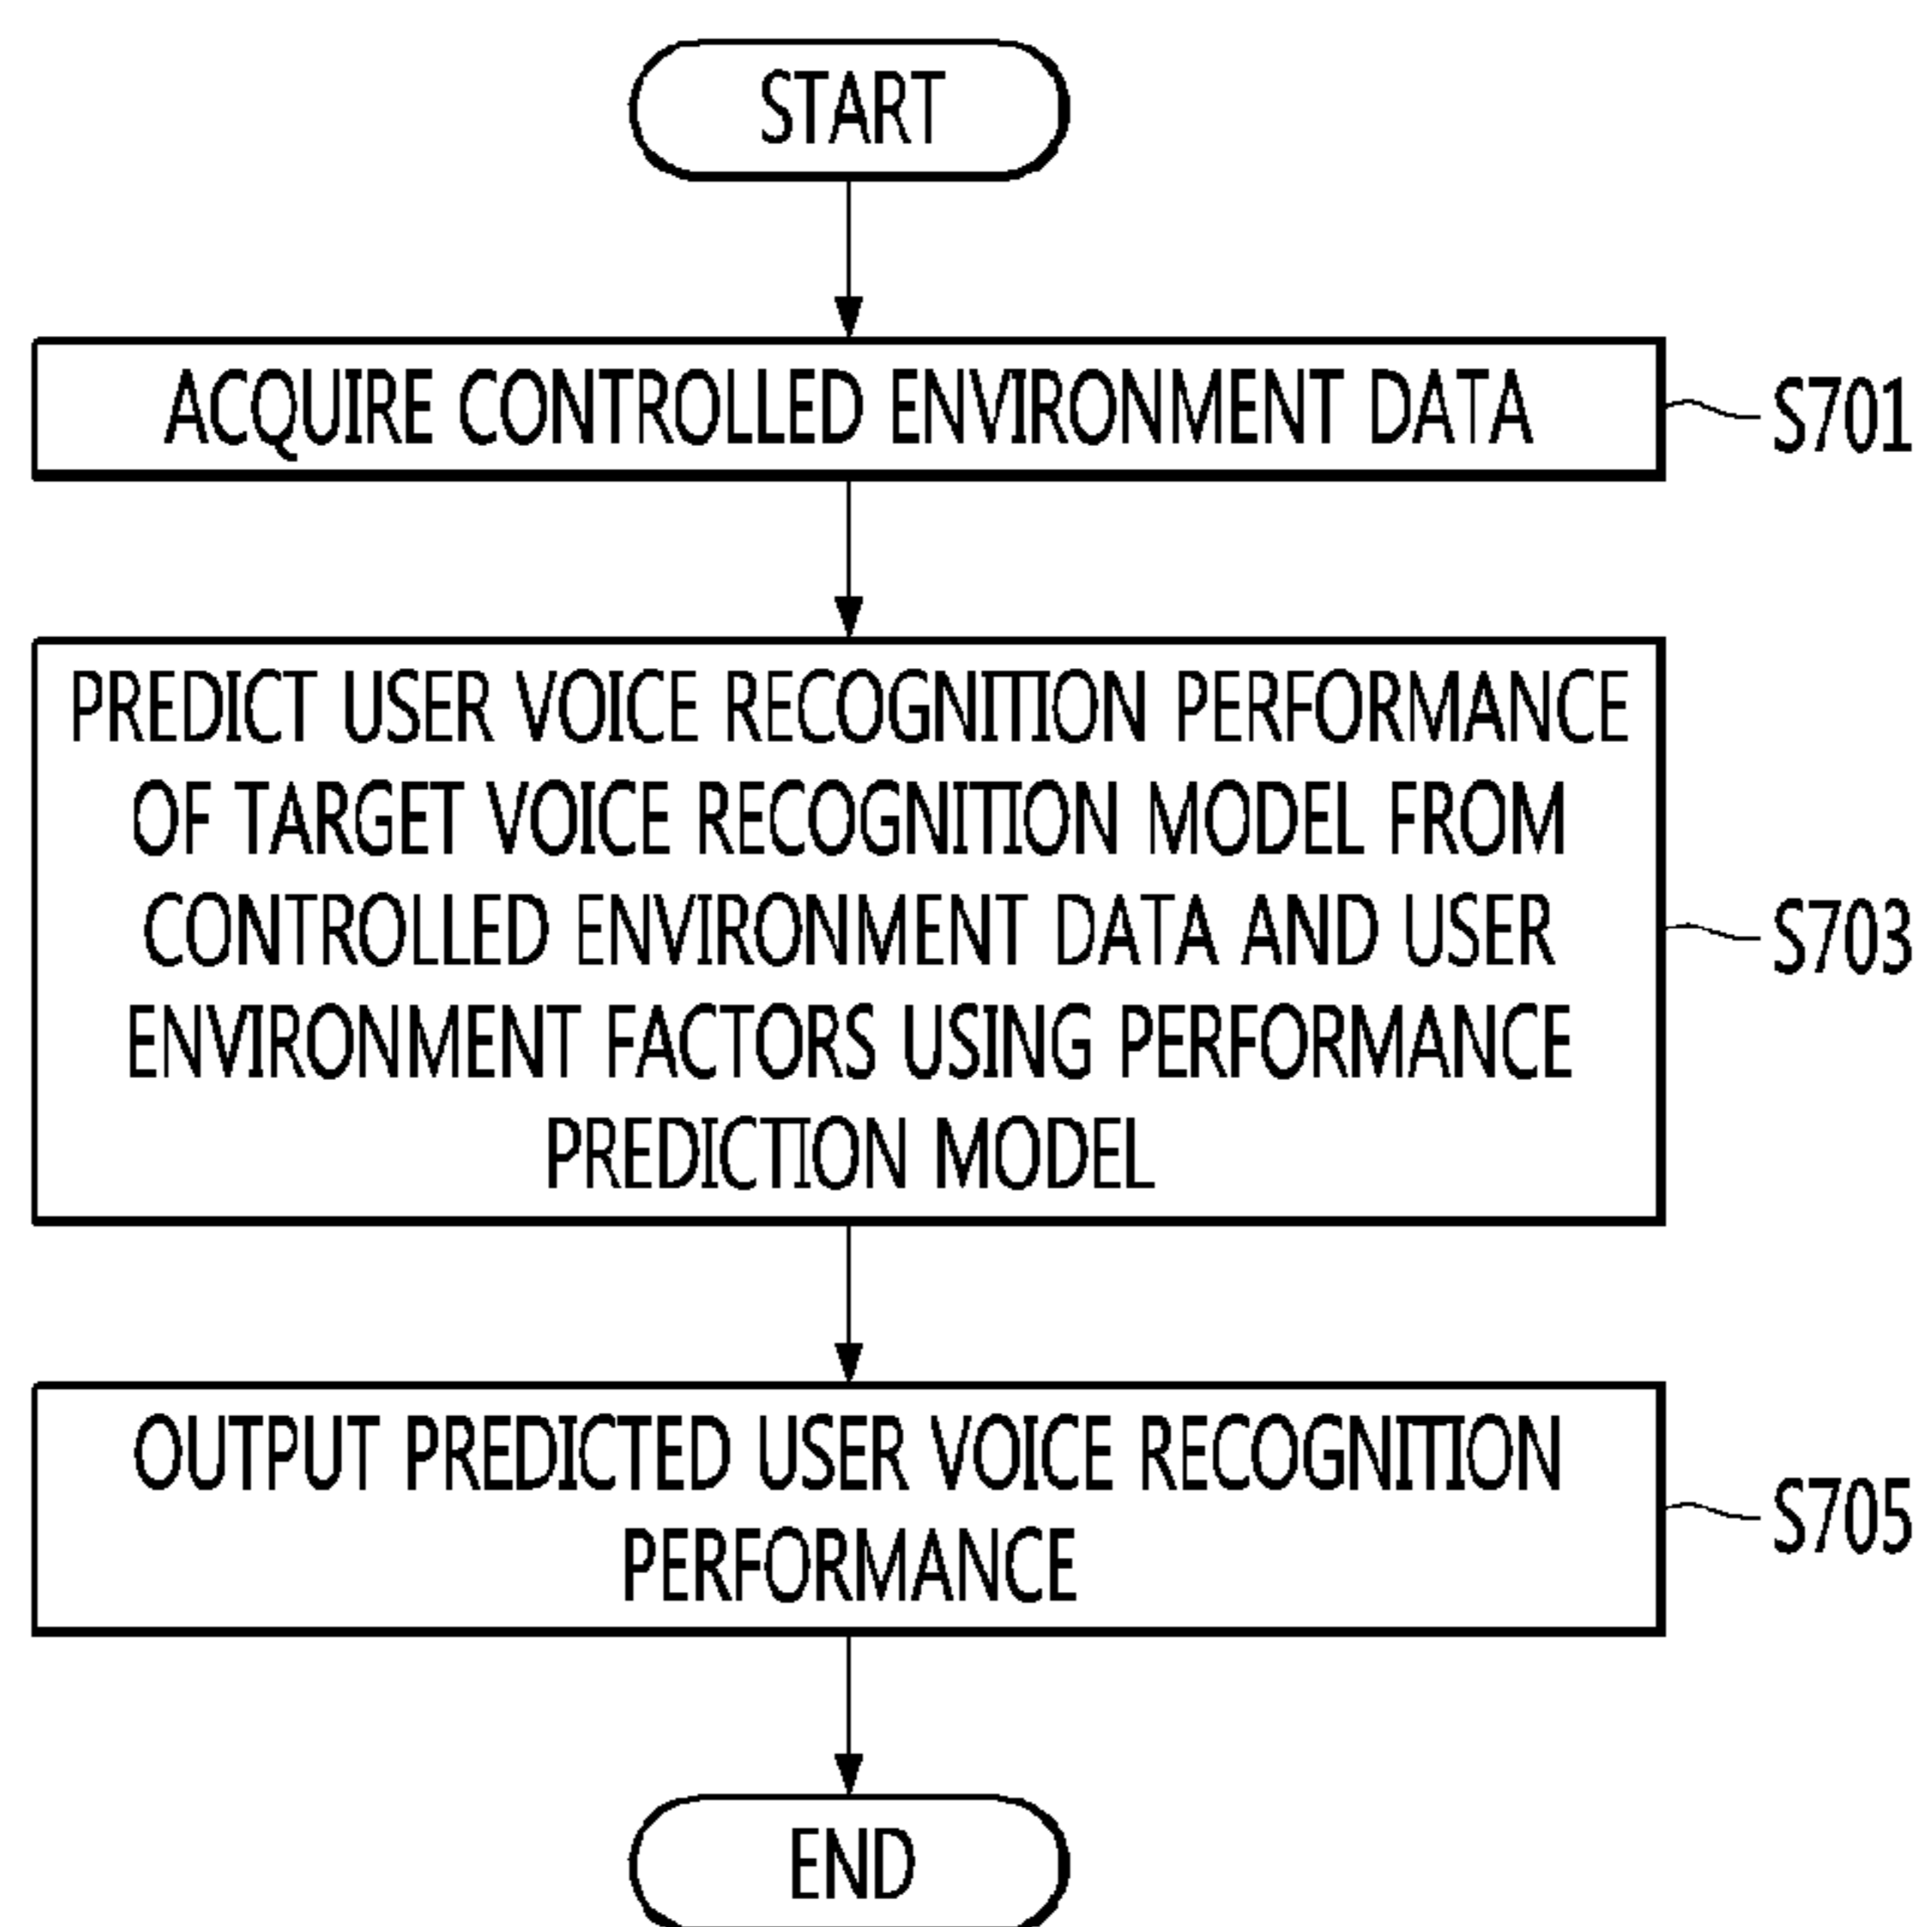 START
ACQUIRE CONTROLLED ENVIRONMENT DATA
S701
PREDICT USER VOICE RECOGNITION PERFORMANCE
OF TARGET VOICE RECOGNITION MODEL FROM
CONTROLLED ENVIRONMENT DATA AND USER
ENVIRONMENT FACTORS USING PERFORMANCE
PREDICTION MODEL
S703
OUTPUT PREDICTED USER VOICE RECOGNITION
PERFORMANCE
S705
END